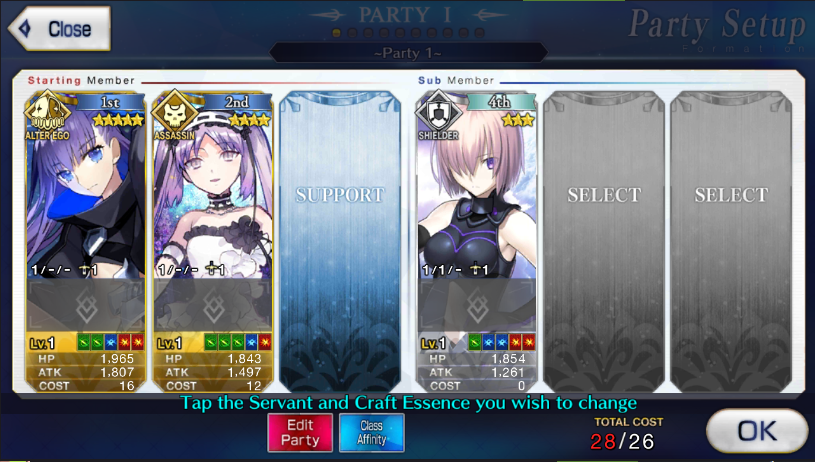 Close
PARTY I
Party Setup
Formation
~Party 1~
Starting Member
Sub Member
1st
ALTER EGO
1/-/- 1
Lv.1
HP 1,965
ATK 1,807
COST 16
2nd
ASSASSIN
1/-/- 1
Lv.1
HP 1,843
ATK 1,497
COST 12
SUPPORT
4th
SHIELDER
1/1/- 1
Lv.1
HP 1,854
ATK 1,261
COST 0
SELECT
SELECT
Tap the Servant and Craft Essence you wish to change
Edit
Party
Class
Affinity
TOTAL COST
28/26
OK